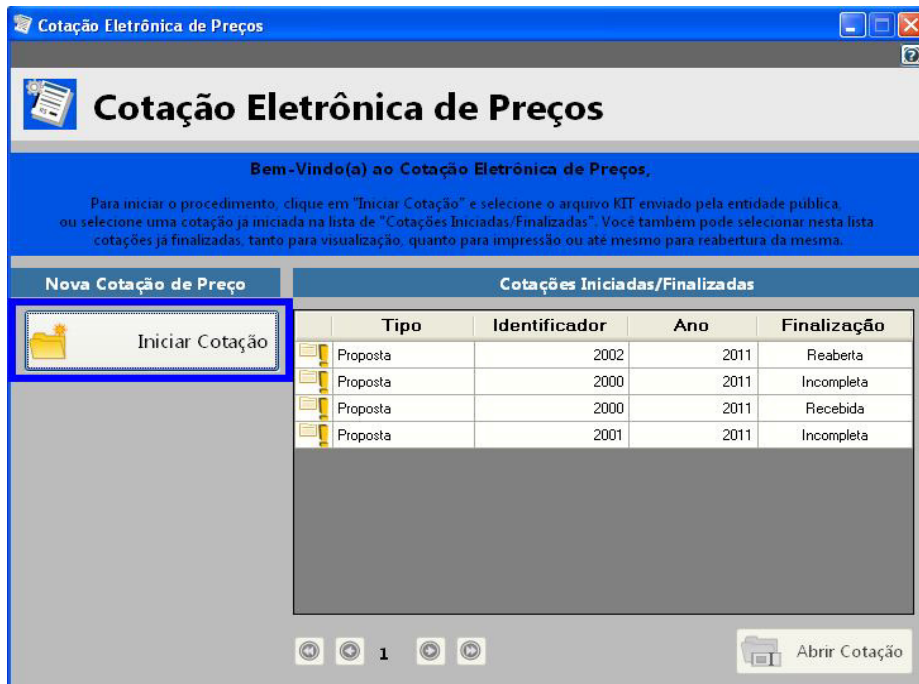 Cotação Eletrônica de Preços
Cotação Eletrônica de Preços
Bem-Vindo(a) ao Cotação Eletrônica de Preços,
Para iniciar o procedimento, clique em "Iniciar Cotação" e selecione o arquivo KIT enviado pela entidade pública,
ou selecione uma cotação ja iniciada na lista de "Cotações Iniciadas/Finalizadas". Você também pode selecionar nesta lista
cotações já finalizadas, tanto para visualização, quanto para impressão ou até mesmo para reabertura da mesma.
Nova Cotação de Preço
Iniciar Cotação
Cotações Iniciadas/Finalizadas
Tipo Identificador Ano Finalização
Proposta 2002 2011 Reaberta
Proposta 2000 2011 Incompleta
Proposta 2000 2011 Recebida
Proposta 2001 2011 Incompleta
1
Abrir Cotação